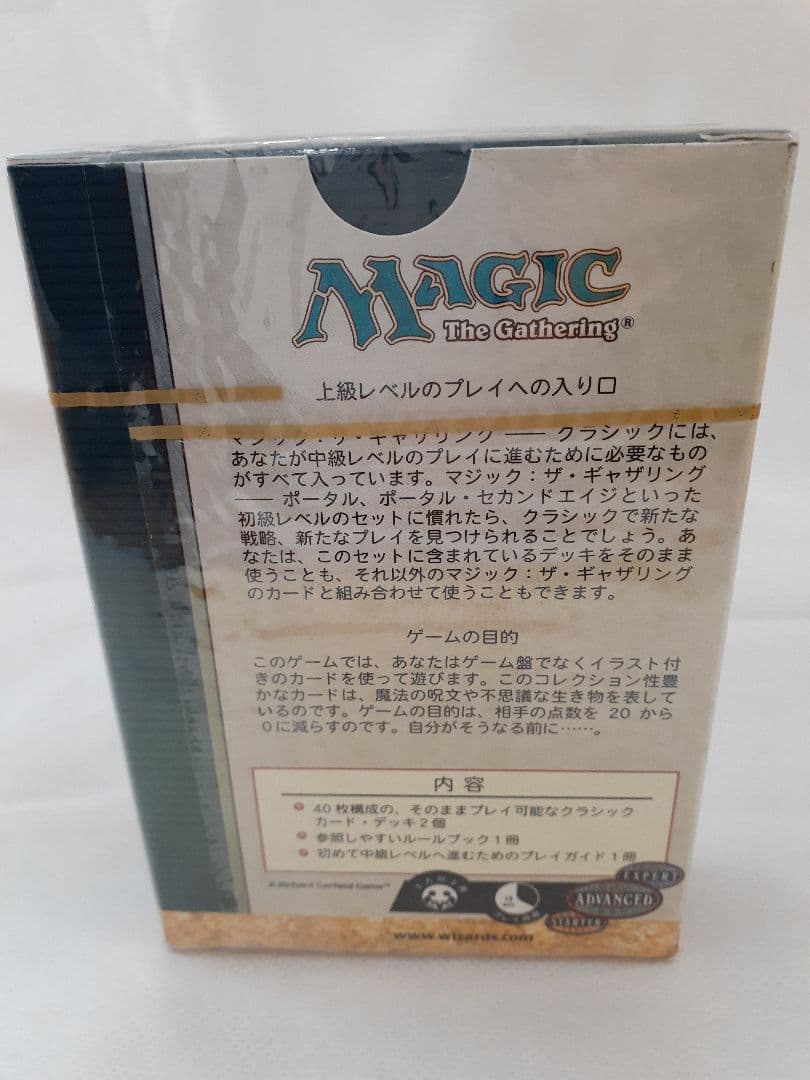 MAGIC
The Gathering®
上級レベルのプレイへの入り口
マジック：ザ・ギャザリング ―― クラシックには、
あなたが中級レベルのプレイに進むために必要なもの
がすべて入っています。マジック：ザ・ギャザリング
―― ポータル、ポータル・セカンドエイジといった
初級レベルのセットに慣れたら、クラシックで新たな
戦略、新たなプレイを見つけられることでしょう。あ
なたは、このセットに含まれているデッキをそのまま
使うことも、それ以外のマジック：ザ・ギャザリング
のカードと組み合わせて使うこともできます。
ゲームの目的
このゲームでは、あなたはゲーム盤でなくイラスト付
きのカードを使って遊びます。このコレクション性豊
かなカードは、魔法の呪文や不思議な生き物を表して
いるのです。ゲームの目的は、相手の点数を 20 から
0に減らすのです。自分がそうなる前に……。
内容
40枚構成の、そのままプレイ可能なクラシック
カード・デッキ2個
参照しやすいルールブック1冊
初めて中級レベルへ進むためのプレイガイド1冊
A Richard Garfield Game™
EXPERT
ADVANCED
STARTER
www.wizards.com